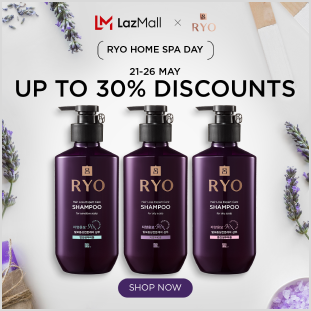 LazMall × RYO
RYO HOME SPA DAY
21-26 MAY
UP TO 30% DISCOUNTS
RYO
SHAMPOO
RYO
SHAMPOO
RYO
SHAMPOO
SHOP NOW